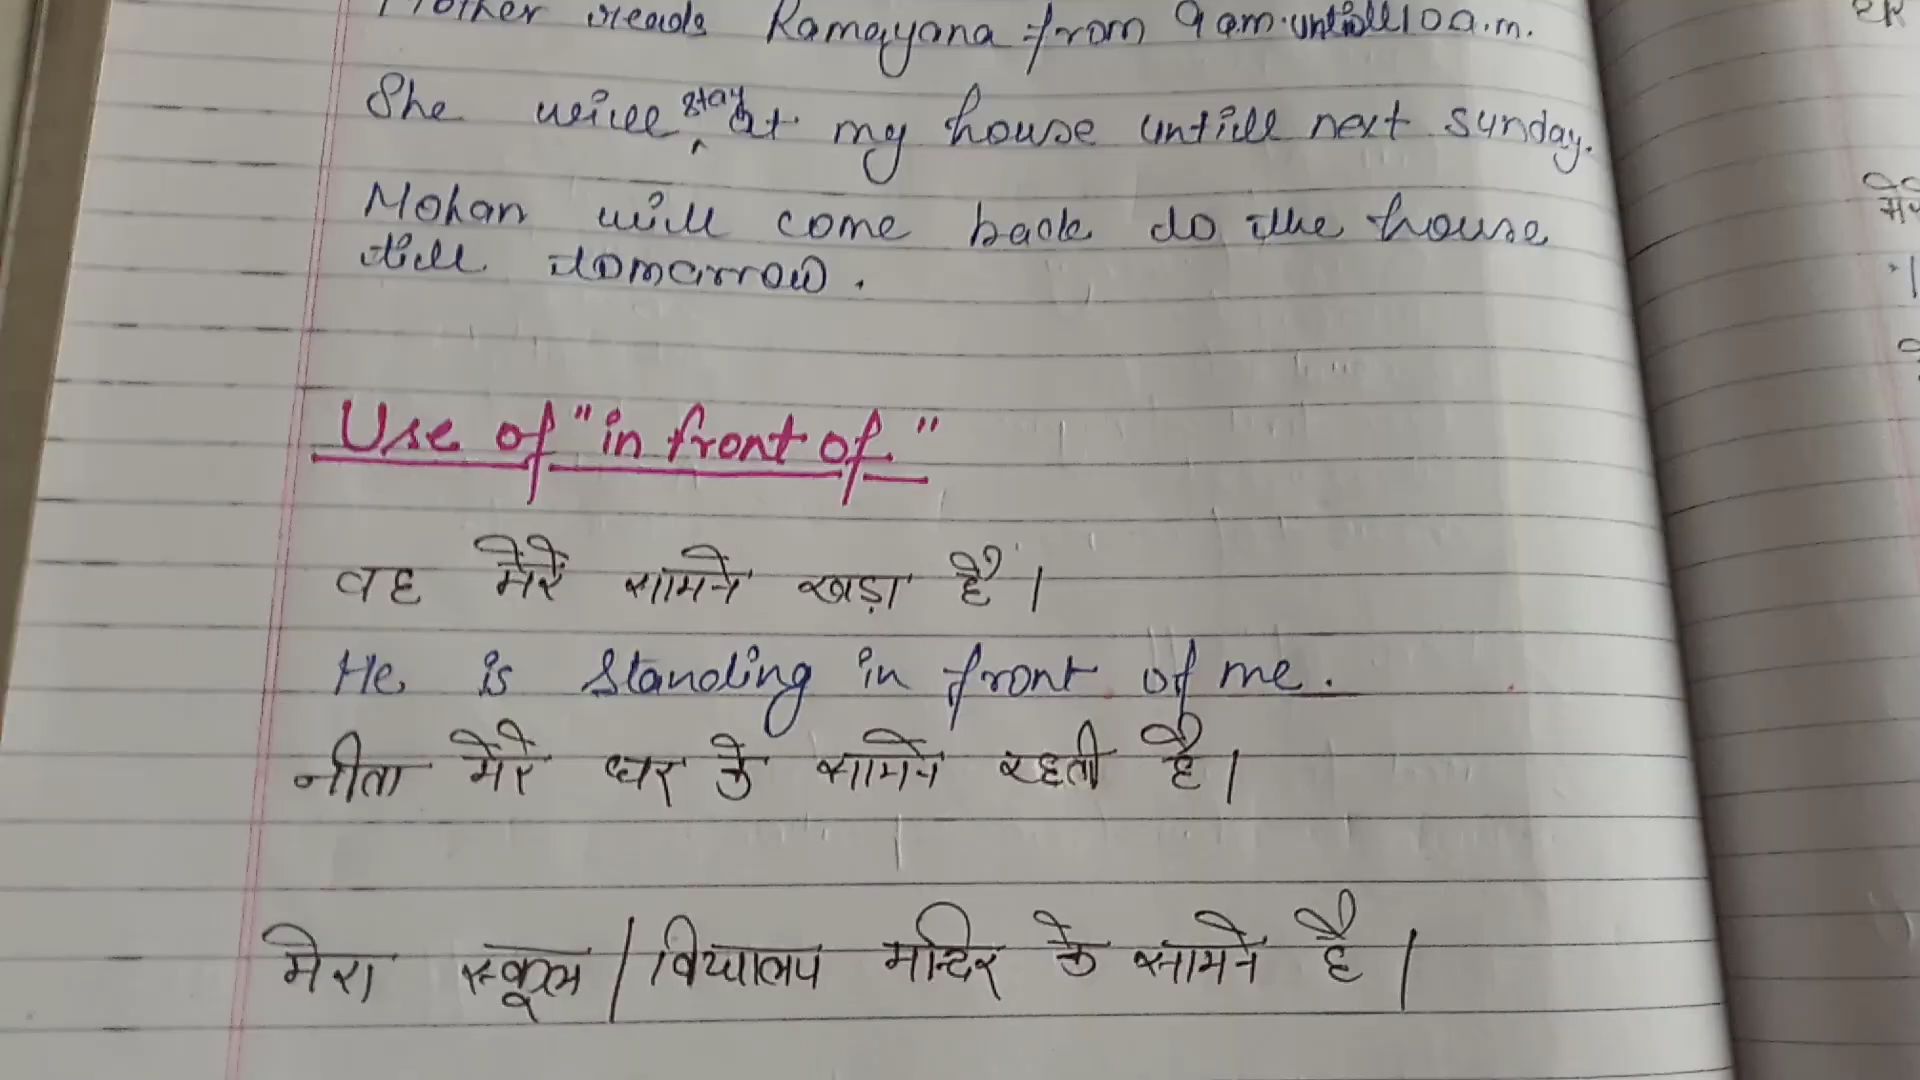 Mother reads Ramayana from 9 a.m. untill 10 a.m.
She will stay at my house untill next sunday.
Mohan will come back to the house
till tomarrow.
Use of "in front of"
वह मेरे सामने खड़ा है।
He is standing in front of me.
नीता मेरे घर के सामने रहती है।
मेरा स्कूल / विद्यालय मन्दिर के सामने है।